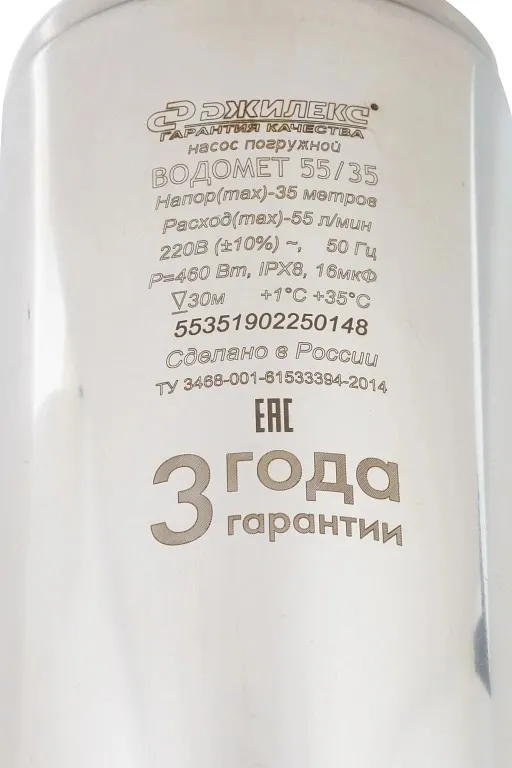 ДЖИЛЕКС®
ГАРАНТИЯ КАЧЕСТВА
насос погружной
ВОДОМЕТ 55/35
Напор(max)-35 метров
Расход(max)-55 л/мин
220В (±10%) ~, 50 Гц
P=460 Вт, IPX8, 16мкФ
▽30м +1°C +35°C
55351902250148
Сделано в России
ТУ 3468-001-61533394-2014
EAC
3 года
гарантии